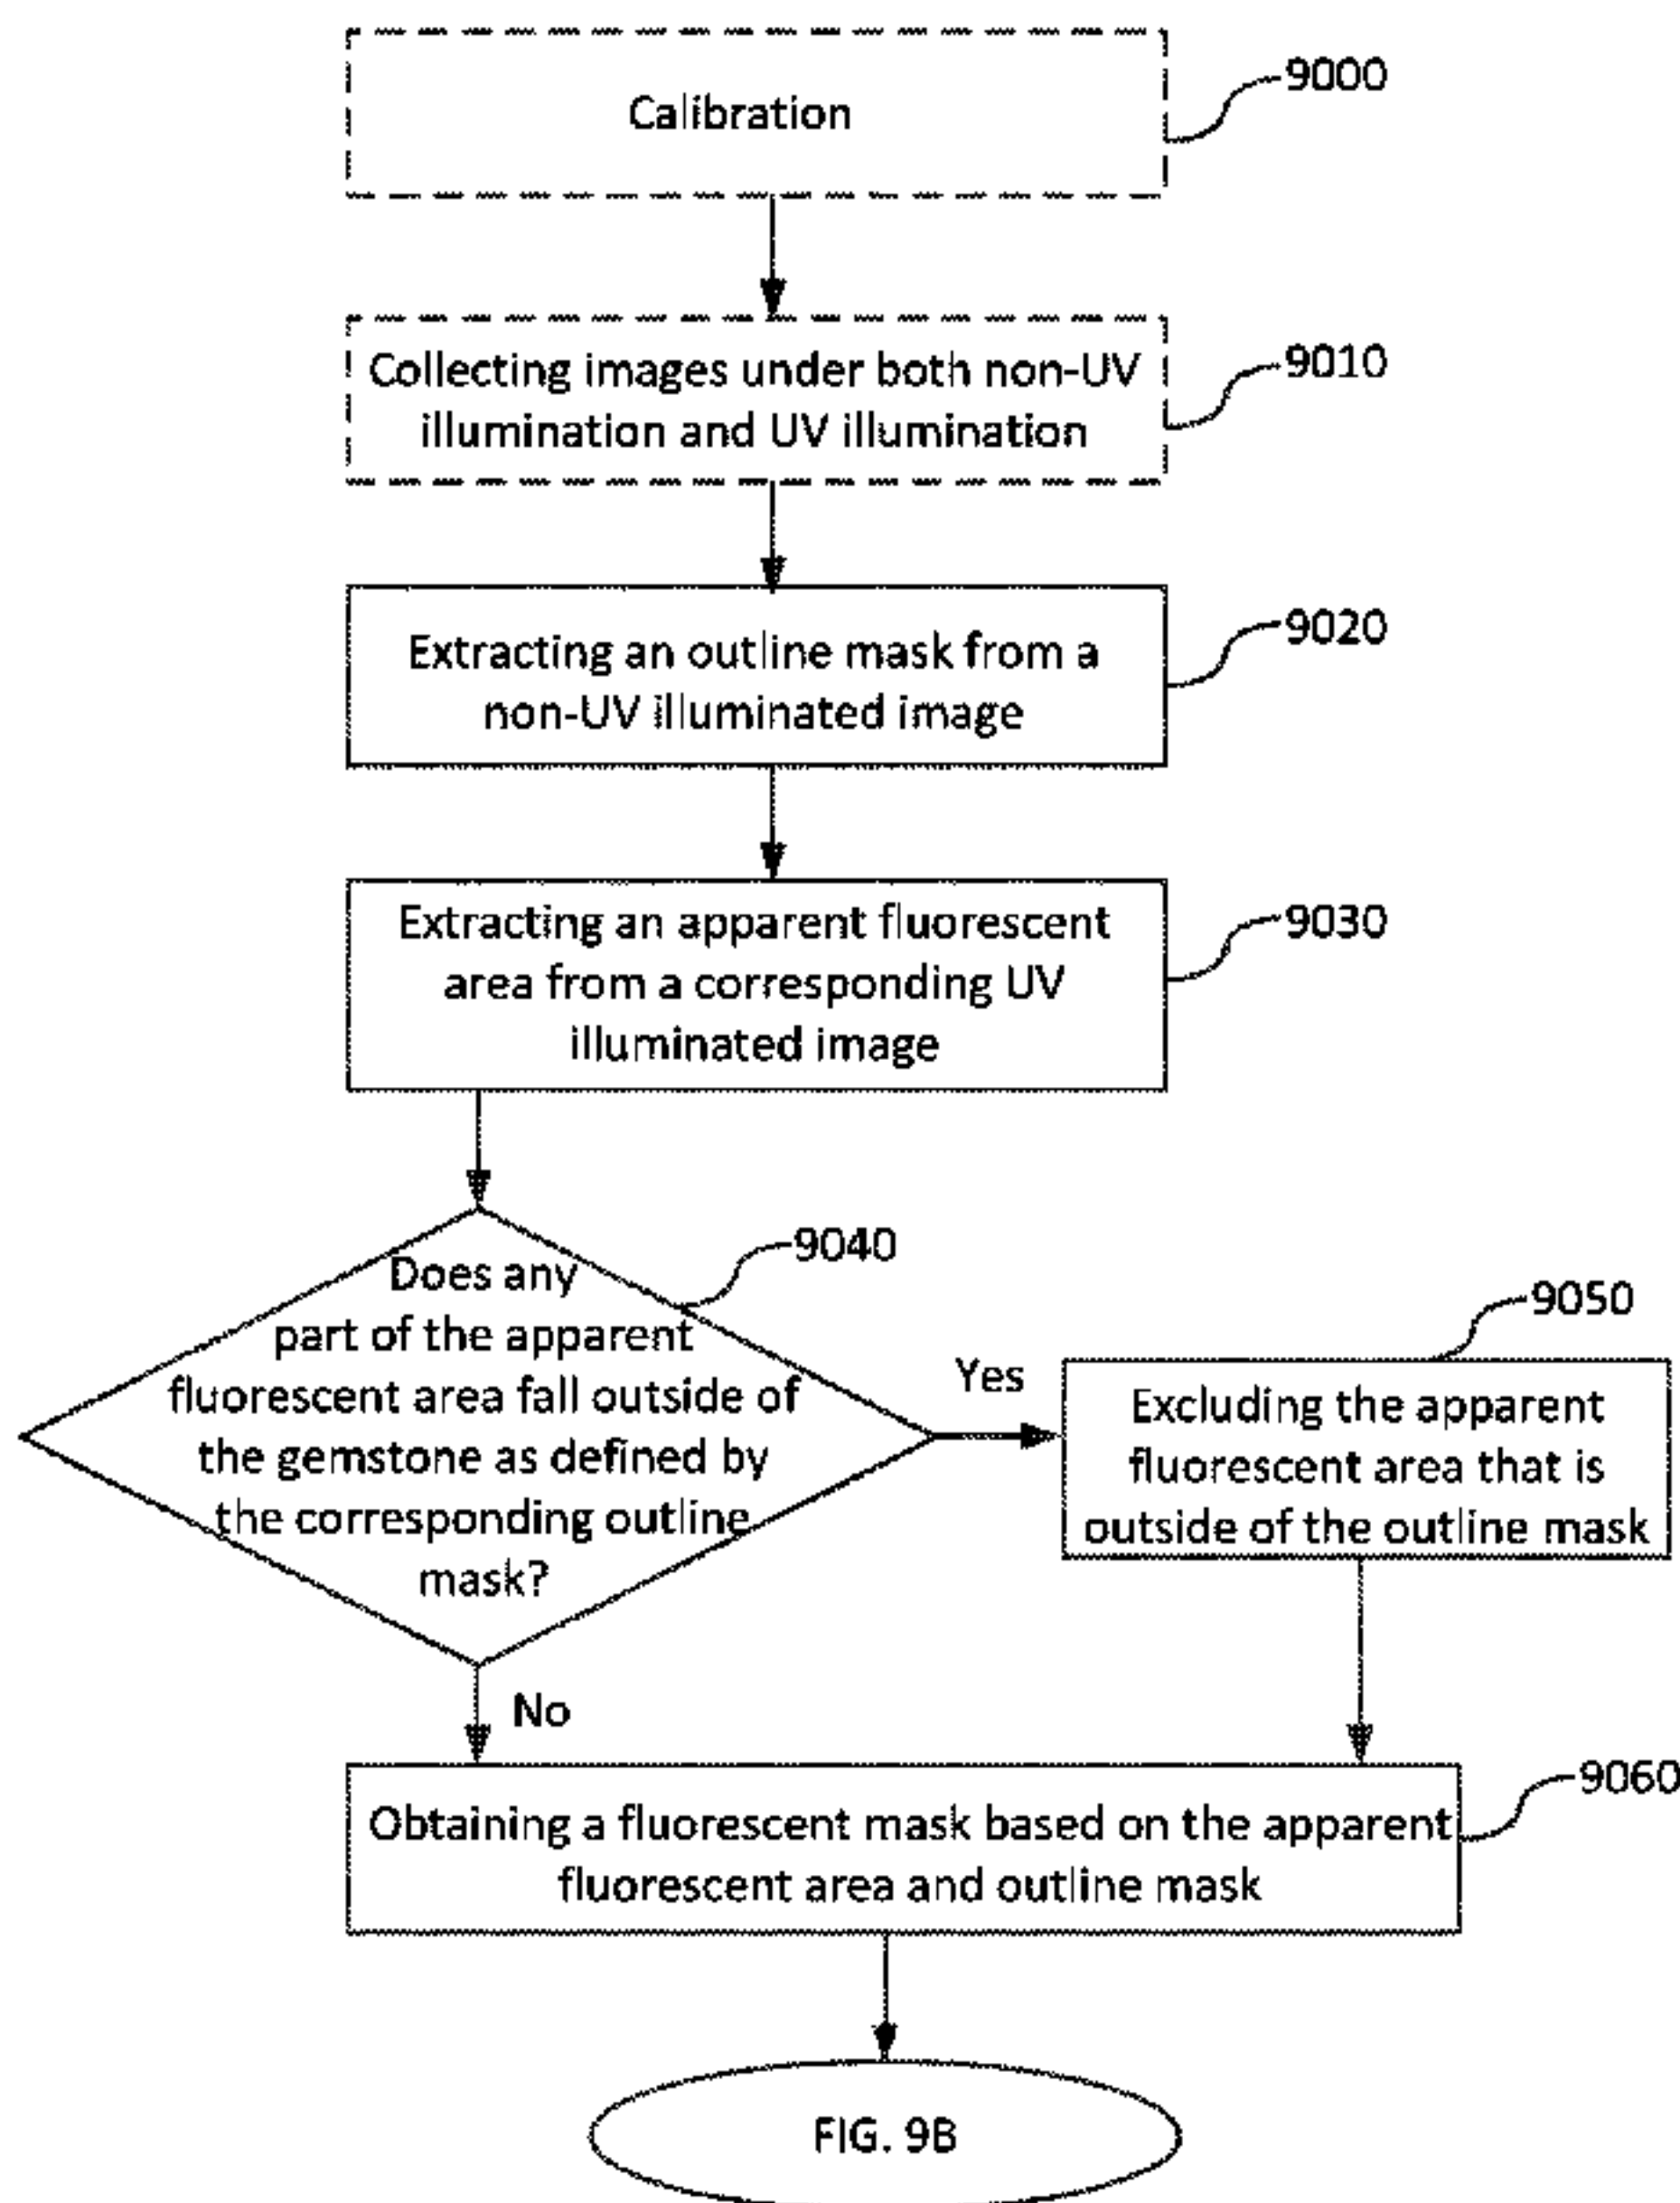 Calibration
9000
Collecting images under both non-UV
illumination and UV illumination
9010
Extracting an outline mask from a
non-UV illuminated image
9020
Extracting an apparent fluorescent
area from a corresponding UV
illuminated image
9030
Does any
part of the apparent
fluorescent area fall outside of
the gemstone as defined by
the corresponding outline
mask?
9040
Yes
Excluding the apparent
fluorescent area that is
outside of the outline mask
9050
No
Obtaining a fluorescent mask based on the apparent
fluorescent area and outline mask
9060
FIG. 9B